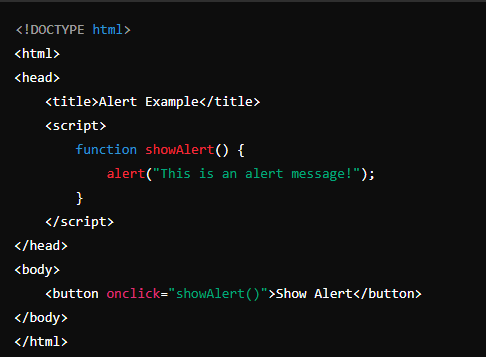 <!DOCTYPE html>
<html>
<head>
    <title>Alert Example</title>
    <script>
        function showAlert() {
            alert("This is an alert message!");
        }
    </script>
</head>
<body>
    <button onclick="showAlert()">Show Alert</button>
</body>
</html>